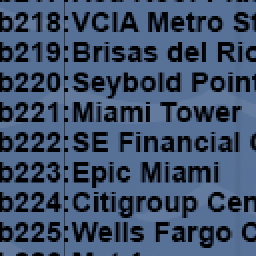 b218:VCIA Metro St
b219:Brisas del Rio
b220:Seybold Point
b221:Miami Tower
b222:SE Financial
b223:Epic Miami
b224:Citigroup Cen
b225:Wells Fargo